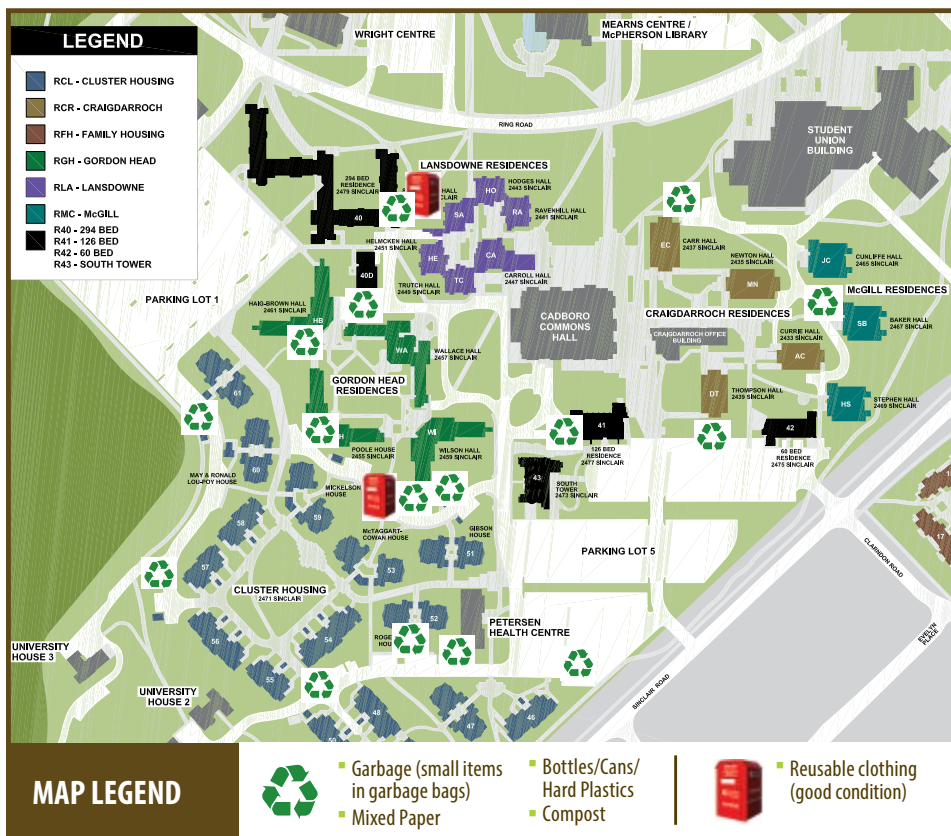 WRIGHT CENTRE
MEARNS CENTRE /
McPHERSON LIBRARY
LEGEND
RCL - CLUSTER HOUSING
RCR - CRAIGDARROCH
RFH - FAMILY HOUSING
RGH - GORDON HEAD
RLA - LANSDOWNE
RMC - McGILL
R40 - 294 BED
R41 - 126 BED
R42 - 60 BED
R43 - SOUTH TOWER
RING ROAD
STUDENT
UNION
BUILDING
LANSDOWNE RESIDENCES
294 BED
RESIDENCE
2479 SINCLAIR
40
HALL
SINCLAIR
HODGES HALL
2443 SINCLAIR
HO
SA
RA
RAVENHILL HALL
2441 SINCLAIR
HELMCKEN HALL
2451 SINCLAIR
HE
CA
TC
CARROLL HALL
2447 SINCLAIR
TRUTCH HALL
2449 SINCLAIR
40D
EC
CARR HALL
2437 SINCLAIR
NEWTON HALL
2435 SINCLAIR
MN
JC
CUNLIFFE HALL
2465 SINCLAIR
McGILL RESIDENCES
PARKING LOT 1
HAIG-BROWN HALL
2461 SINCLAIR
HB
WA
WALLACE HALL
2457 SINCLAIR
CADBORO
COMMONS
HALL
CRAIGDARROCH RESIDENCES
CRAIGDARROCH OFFICE
BUILDING
SB
BAKER HALL
2467 SINCLAIR
CURRIE HALL
2433 SINCLAIR
AC
GORDON HEAD
RESIDENCES
61
DT
THOMPSON HALL
2439 SINCLAIR
HS
STEPHEN HALL
2469 SINCLAIR
H
POOLE HOUSE
2455 SINCLAIR
WI
WILSON HALL
2459 SINCLAIR
41
126 BED
RESIDENCE
2477 SINCLAIR
42
60 BED
RESIDENCE
2475 SINCLAIR
60
MAY & RONALD
LOU-POY HOUSE
MICKELSON
HOUSE
43
SOUTH
TOWER
2473 SINCLAIR
59
58
McTAGGART-
COWAN HOUSE
GIBSON
HOUSE
51
PARKING LOT 5
17
CLARNDON ROAD
57
53
CLUSTER HOUSING
2471 SINCLAIR
52
PETERSEN
HEALTH CENTRE
56
54
EVELYN
PLACE
UNIVERSITY
HOUSE 3
55
SINCLAIR ROAD
UNIVERSITY
HOUSE 2
48
47
46
50
MAP LEGEND
Garbage (small items
in garbage bags)
Mixed Paper
Bottles/Cans/
Hard Plastics
Compost
Reusable clothing
(good condition)